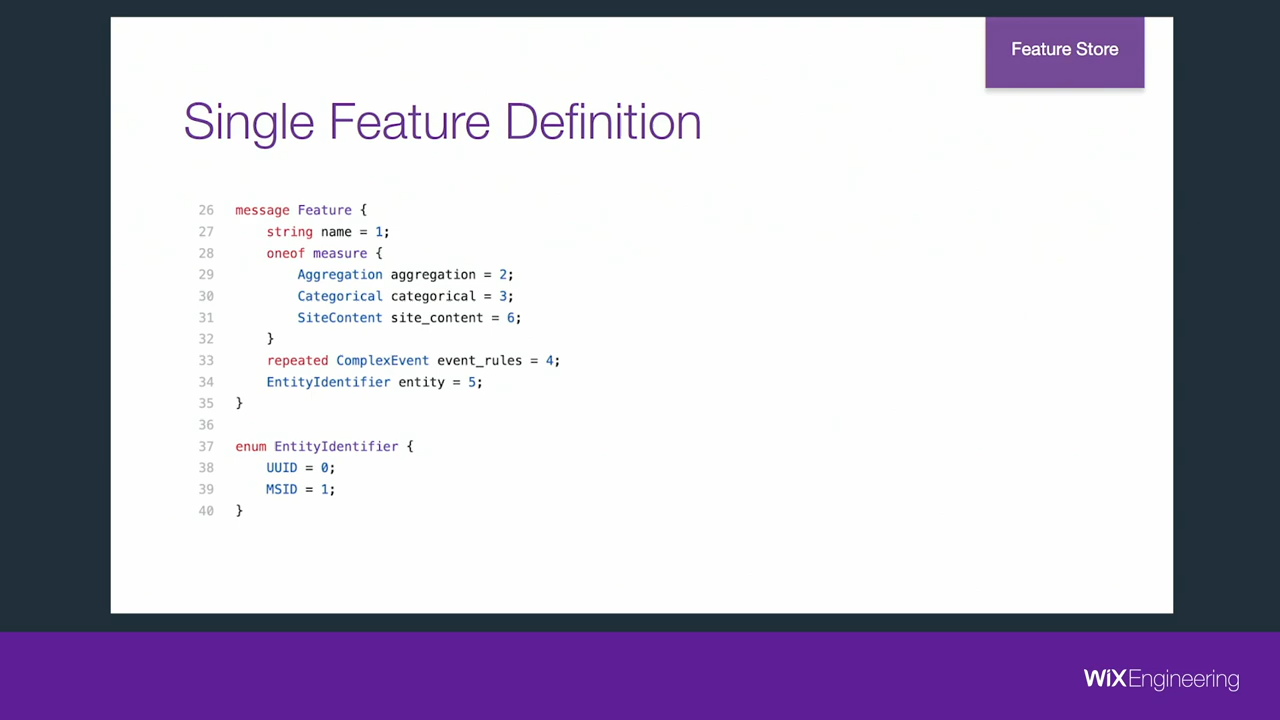 Feature Store
Single Feature Definition
26 message Feature {
27 string name = 1;
28 oneof measure {
29 Aggregation aggregation = 2;
30 Categorical categorical = 3;
31 SiteContent site_content = 6;
32 }
33 repeated ComplexEvent event_rules = 4;
34 EntityIdentifier entity = 5;
35 }
36
37 enum EntityIdentifier {
38 UUID = 0;
39 MSID = 1;
40 }
WiXEngineering